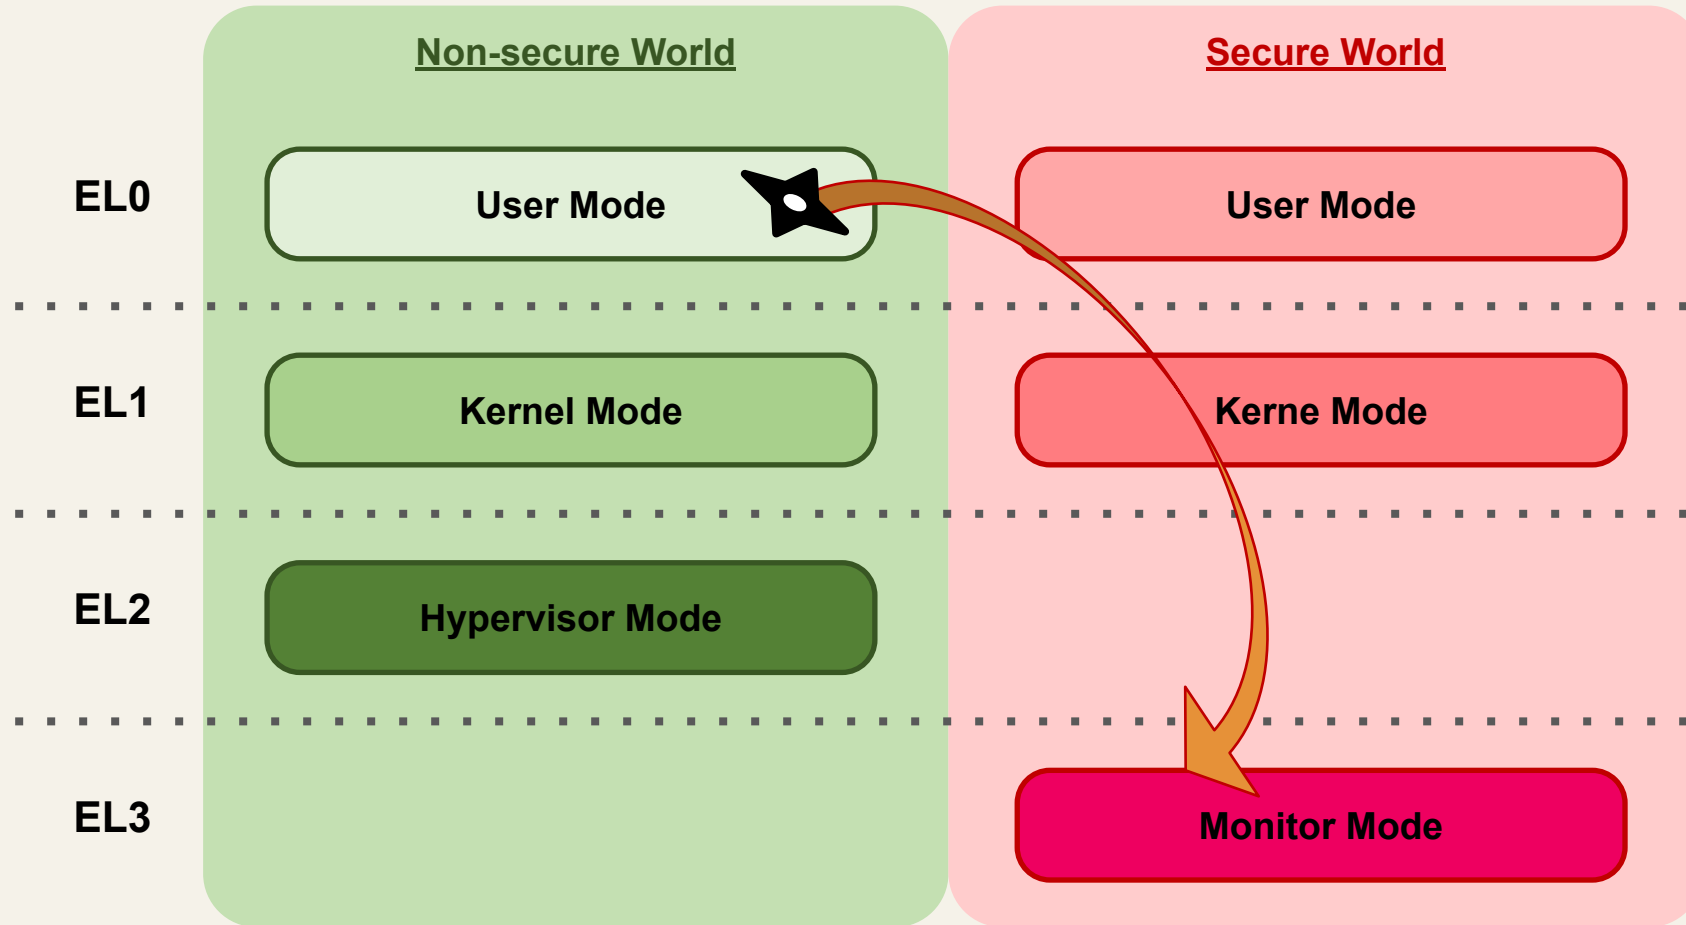 Non-secure World
Secure World
EL0
User Mode
User Mode
EL1
Kernel Mode
Kerne Mode
EL2
Hypervisor Mode
EL3
Monitor Mode